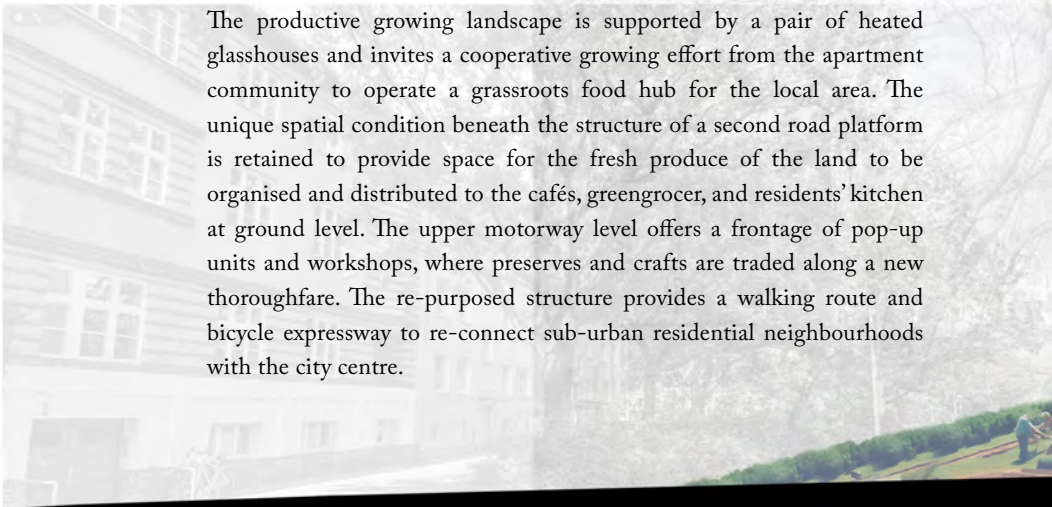 The productive growing landscape is supported by a pair of heated
glasshouses and invites a cooperative growing effort from the apartment
community to operate a grassroots food hub for the local area. The
unique spatial condition beneath the structure of a second road platform
is retained to provide space for the fresh produce of the land to be
organised and distributed to the cafés, greengrocer, and residents’ kitchen
at ground level. The upper motorway level offers a frontage of pop-up
units and workshops, where preserves and crafts are traded along a new
thoroughfare. The re-purposed structure provides a walking route and
bicycle expressway to re-connect sub-urban residential neighbourhoods
with the city centre.